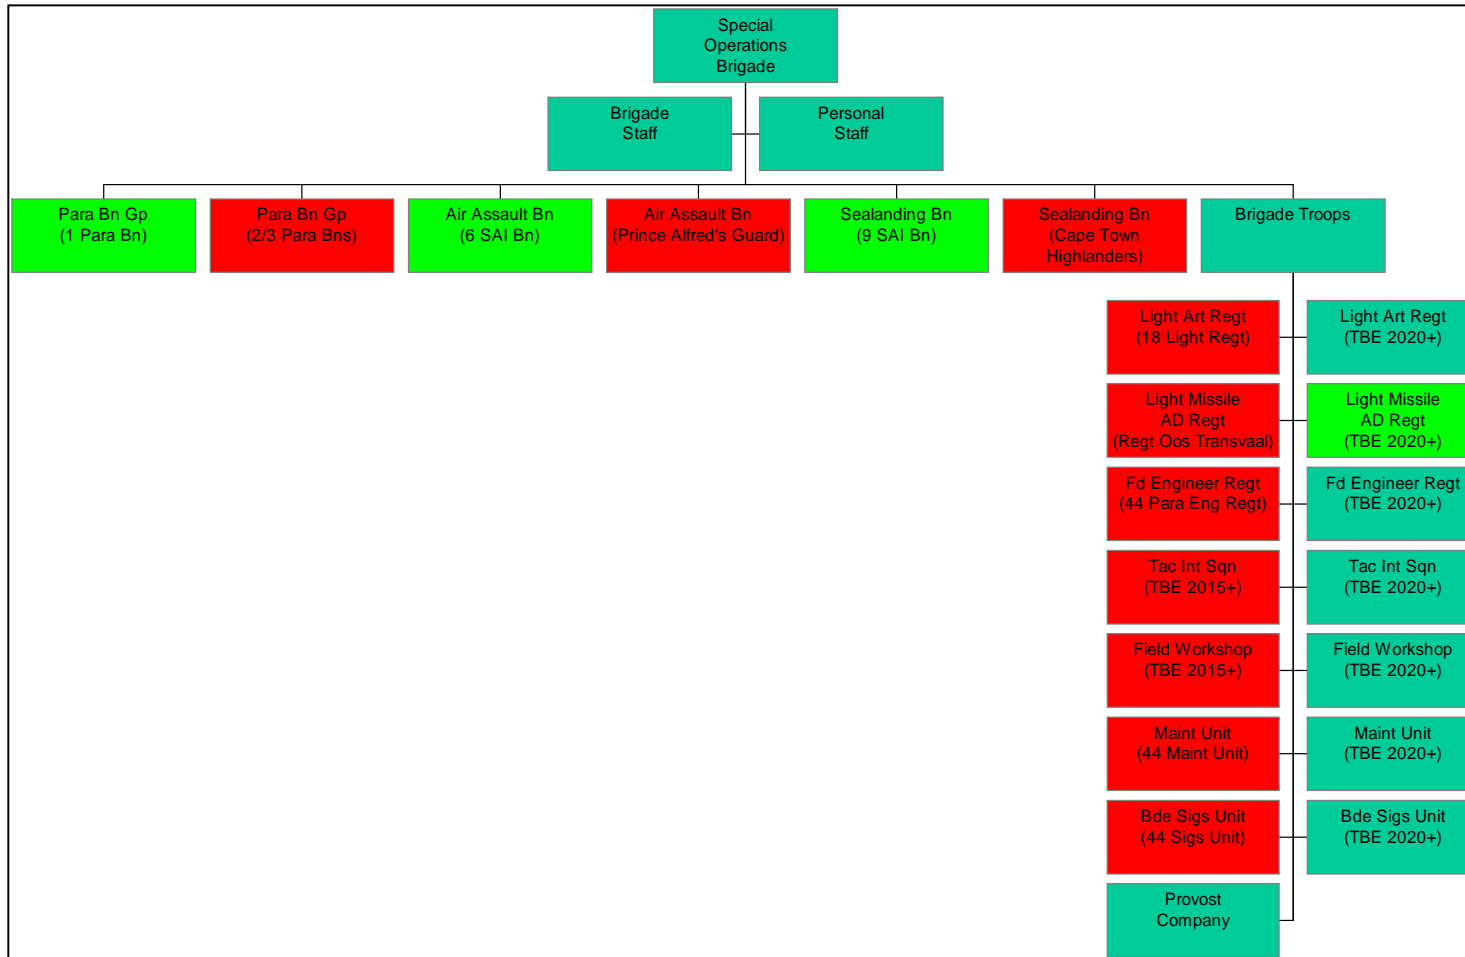 Special
Operations
Brigade
Brigade
Staff
Personal
Staff
Para Bn Gp
(1 Para Bn)
Para Bn Gp
(2/3 Para Bns)
Air Assault Bn
(6 SAI Bn)
Air Assault Bn
(Prince Alfred's Guard)
Sealanding Bn
(9 SAI Bn)
Sealanding Bn
(Cape Town
Highlanders)
Brigade Troops
Light Art Regt
(18 Light Regt)
Light Art Regt
(TBE 2020+)
Light Missile
AD Regt
(Regt Oos Transvaal)
Light Missile
AD Regt
(TBE 2020+)
Fd Engineer Regt
(44 Para Eng Regt)
Fd Engineer Regt
(TBE 2020+)
Tac Int Sqn
(TBE 2015+)
Tac Int Sqn
(TBE 2020+)
Field Workshop
(TBE 2015+)
Field Workshop
(TBE 2020+)
Maint Unit
(44 Maint Unit)
Maint Unit
(TBE 2020+)
Bde Sigs Unit
(44 Sigs Unit)
Bde Sigs Unit
(TBE 2020+)
Provost
Company